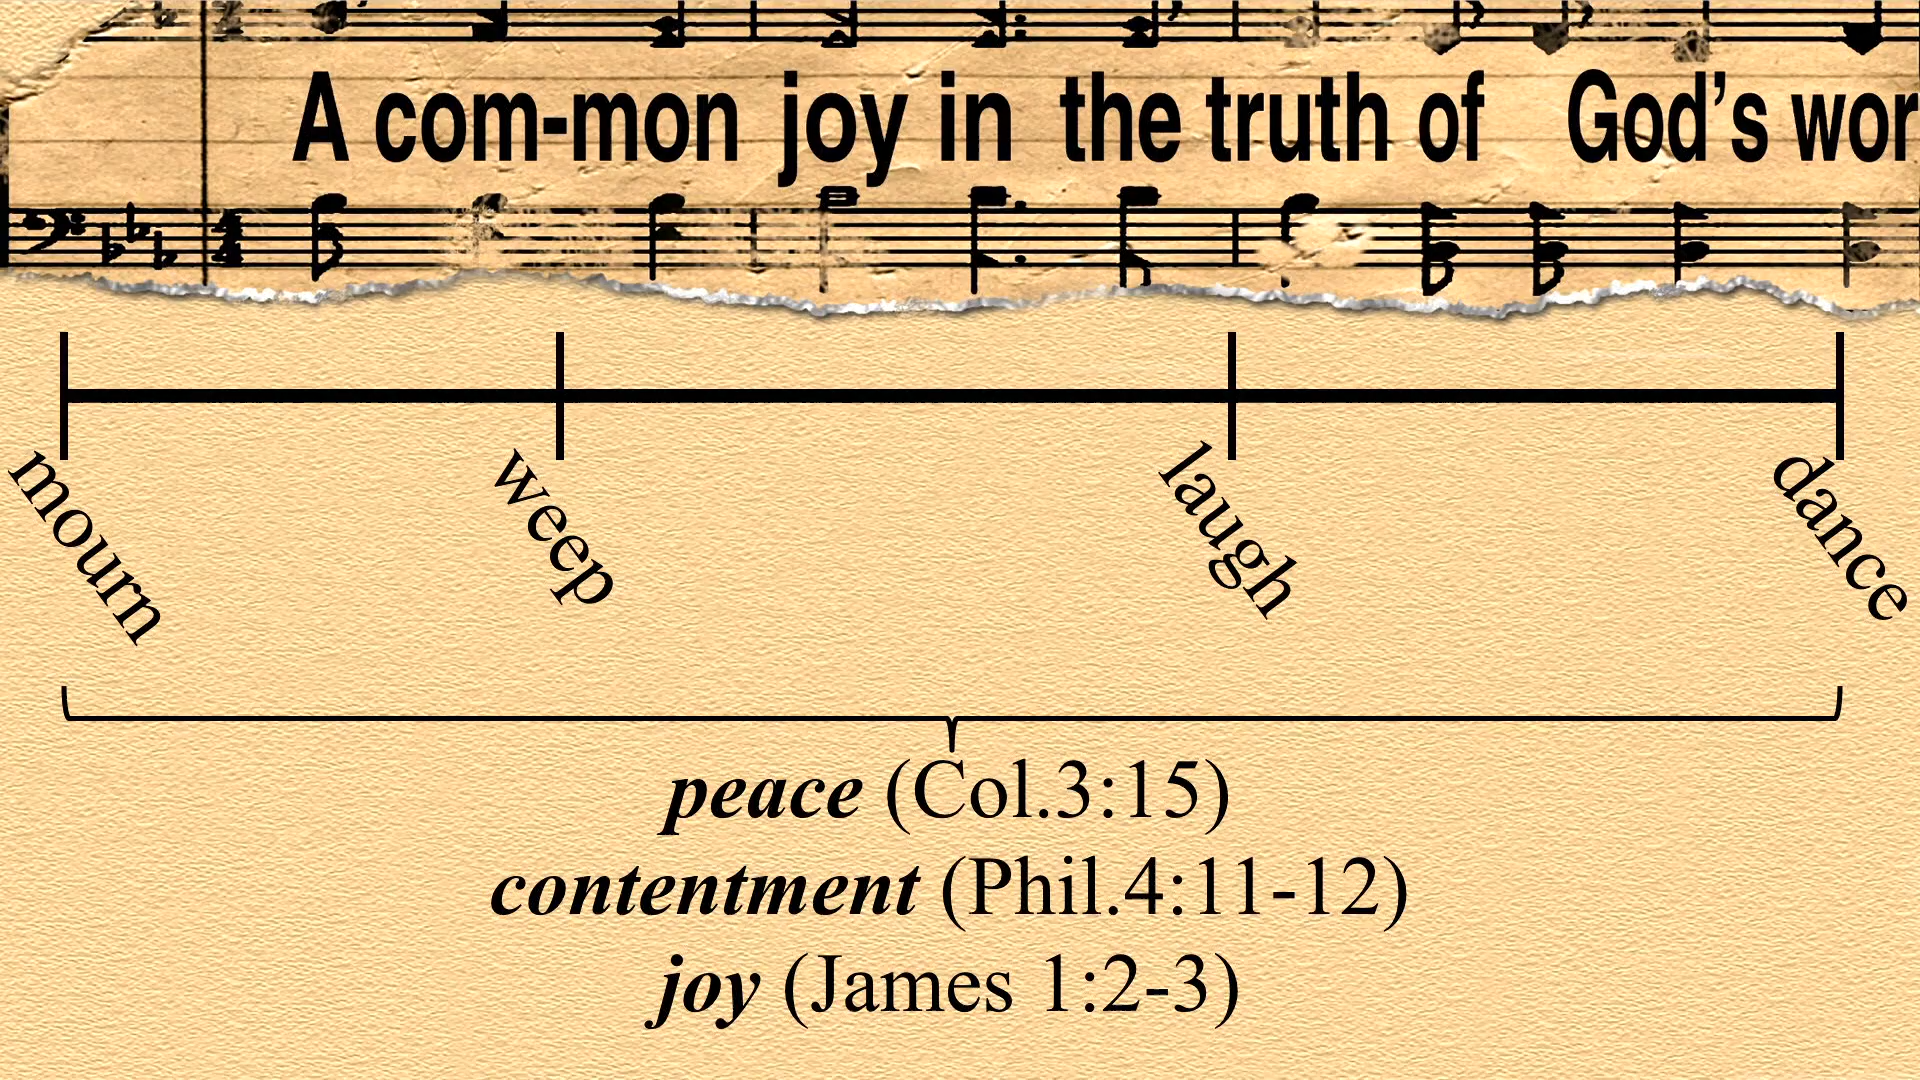 A com-mon joy in the truth of God’s wor
mourn
weep
laugh
dance
peace (Col.3:15)
contentment (Phil.4:11-12)
joy (James 1:2-3)